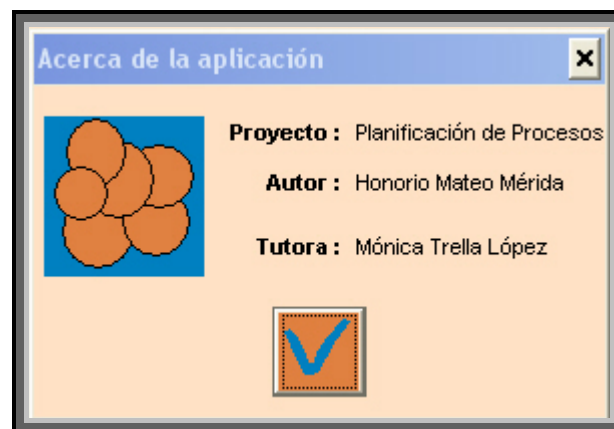 Acerca de la aplicación
Proyecto : Planificación de Procesos
Autor : Honorio Mateo Mérida
Tutora : Mónica Trella López